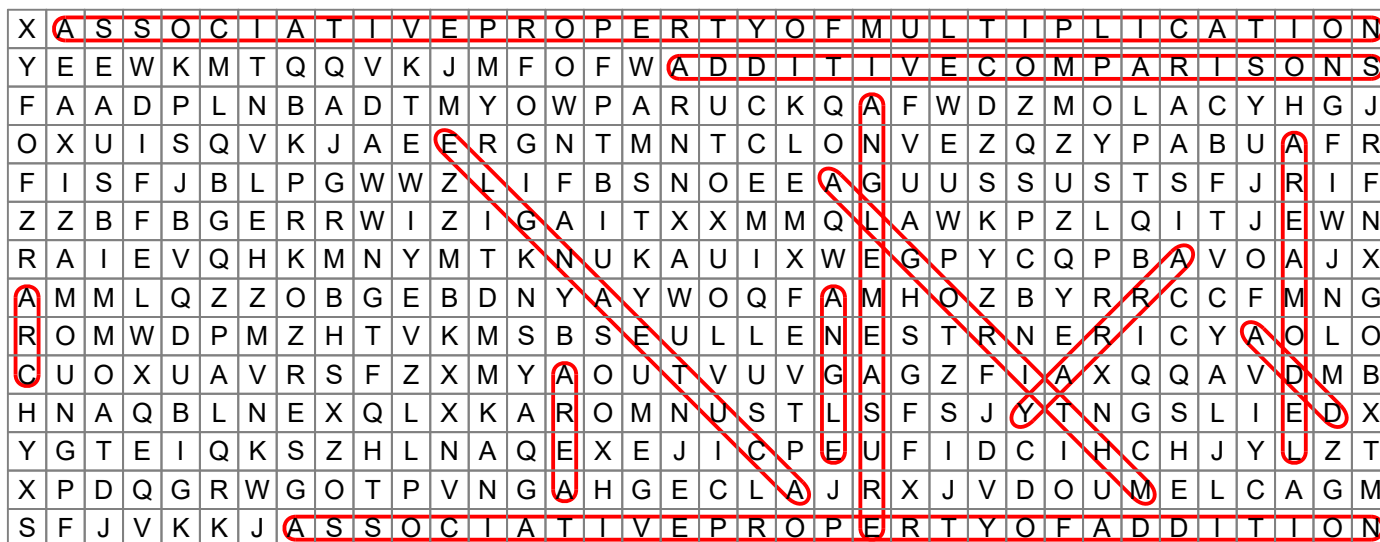 X A S S O C I A T I V E P R O P E R T Y O F M U L T I P L I C A T I O N
Y E E W K M T Q Q V K J M F O F W A D D I T I V E C O M P A R I S O N S
F A A D P L N B A D T M Y O W P A R U C K Q A F W D Z M O L A C Y H G J
O X U I S Q V K J A E E R G N T M N T C L O N V E Z Q Z Y P A B U A F R
F I S F J B L P G W W Z L I F B S N O E E A G U U S S U S T S F J R I F
Z Z B F B G E R R W I Z I G A I T X X M M Q L A W K P Z L Q I T J E W N
R A I E V Q H K M N Y M T K N U K A U I X W E G P Y C Q P B A V O A J X
A M M L Q Z Z O B G E B D N Y A Y W O Q F A M H O Z B Y R R C C F M N G
R O M W D P M Z H T V K M S B S E U L L E N E S T R N E R I C Y A O L O
C U O X U A V R S F Z X M Y A O U T V U V G A G Z F I A X Q Q A V D M B
H N A Q B L N E X Q L X K A R O M N U S T L S F S J Y T N G S L I E D X
Y G T E I Q K S Z H L N A Q E X E J I C P E U F I D C I H C H J Y L Z T
X P D Q G R W G O T P V N G A H G E C L A J R X J V D O U M E L C A G M
S F J V K K J A S S O C I A T I V E P R O P E R T Y O F A D D I T I O N